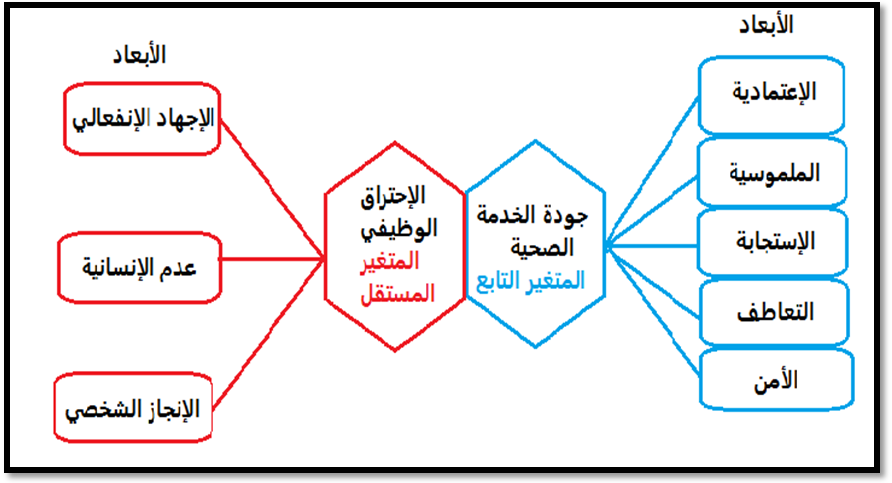 الأبعاد
الإعتمادية
الملموسية
الإستجابة
التعاطف
الأمن
جودة الخدمة
الصحية
المتغير التابع
الإحتراق
الوظيفي
المتغير
المستقل
الأبعاد
الإجهاد الإنفعالي
عدم الإنسانية
الإنجاز الشخصي